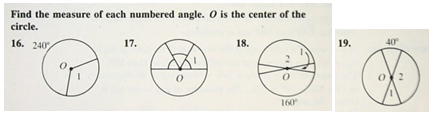 Find the measure of each numbered angle. O is the center of the
circle.
16. 240° O 1
17. 1 O
18. 1 2 O 160°
19. 40° O 2 1